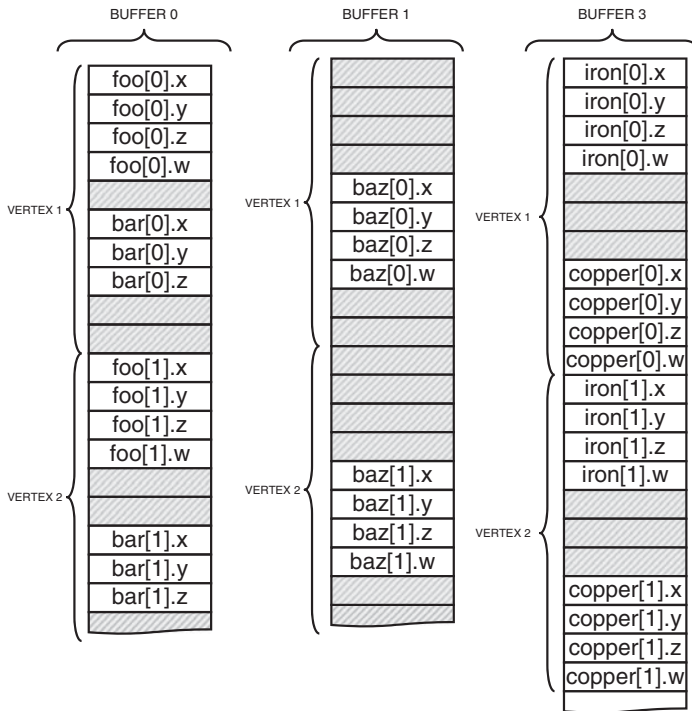 BUFFER 0
VERTEX 1
foo[0].x
foo[0].y
foo[0].z
foo[0].w
bar[0].x
bar[0].y
bar[0].z
VERTEX 2
foo[1].x
foo[1].y
foo[1].z
foo[1].w
bar[1].x
bar[1].y
bar[1].z
BUFFER 1
VERTEX 1
baz[0].x
baz[0].y
baz[0].z
baz[0].w
VERTEX 2
baz[1].x
baz[1].y
baz[1].z
baz[1].w
BUFFER 3
VERTEX 1
iron[0].x
iron[0].y
iron[0].z
iron[0].w
copper[0].x
copper[0].y
copper[0].z
copper[0].w
VERTEX 2
iron[1].x
iron[1].y
iron[1].z
iron[1].w
copper[1].x
copper[1].y
copper[1].z
copper[1].w